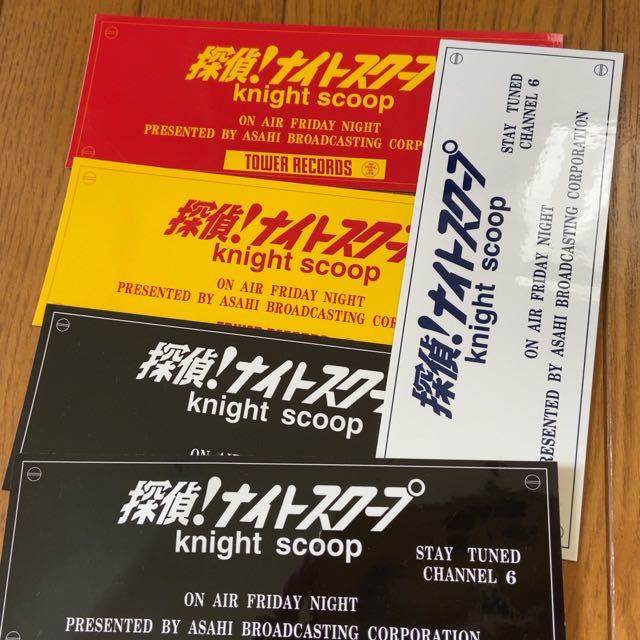 探偵!ナイトスクープ
knight scoop
ON AIR FRIDAY NIGHT
PRESENTED BY ASAHI BROADCASTING
TOWER RECORDS
探偵!ナイトスクープ
knight scoop
ON AIR FRIDAY NIGHT
PRESENTED BY ASAHI BROADCASTING CORPO
探偵!ナイトスクープ
knight scoop
STAY TUNED
CHANNEL 6
ON AIR FRIDAY NIGHT
PRESENTED BY ASAHI BROADCASTING CORPORATION
探偵!ナイトスク
knight scoop
ON AIR FRIDAY NIGHT
探偵!ナイトスクープ
knight scoop
STAY TUNED
CHANNEL 6
ON AIR FRIDAY NIGHT
PRESENTED BY ASAHI BROADCASTING CORPORATION